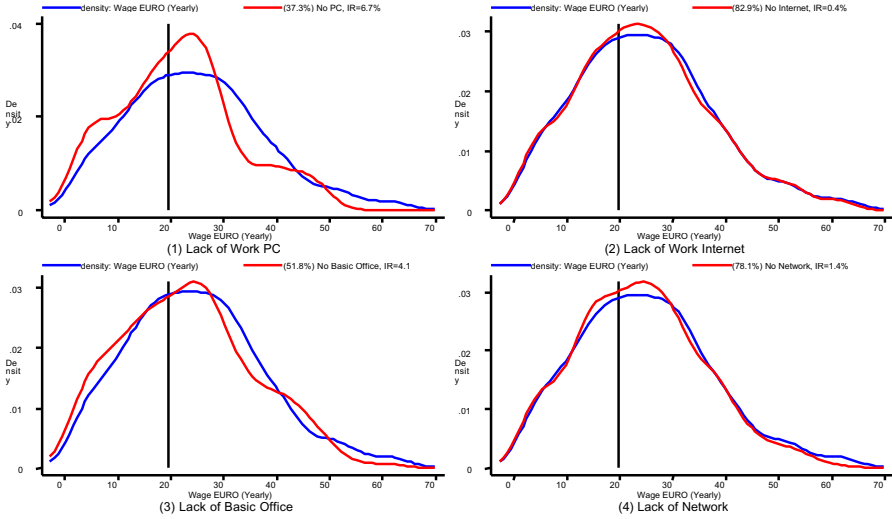 density: Wage EURO (Yearly) (37.3%) No PC, IR=6.7%
.04
De
nsit
y
.02
0
0 10 20 30 40 50 60 70
Wage EURO (Yearly)
(1) Lack of Work PC
density: Wage EURO (Yearly) (82.9%) No Internet, IR=0.4%
.03
De
nsit
y
.02
.01
0
0 10 20 30 40 50 60 70
Wage EURO (Yearly)
(2) Lack of Work Internet
density: Wage EURO (Yearly) (51.8%) No Basic Office, IR=4.1
.03
De
nsit
y
.02
.01
0
0 10 20 30 40 50 60 70
Wage EURO (Yearly)
(3) Lack of Basic Office
density: Wage EURO (Yearly) (78.1%) No Network, IR=1.4%
.03
De
nsit
y
.02
.01
0
0 10 20 30 40 50 60 70
Wage EURO (Yearly)
(4) Lack of Network